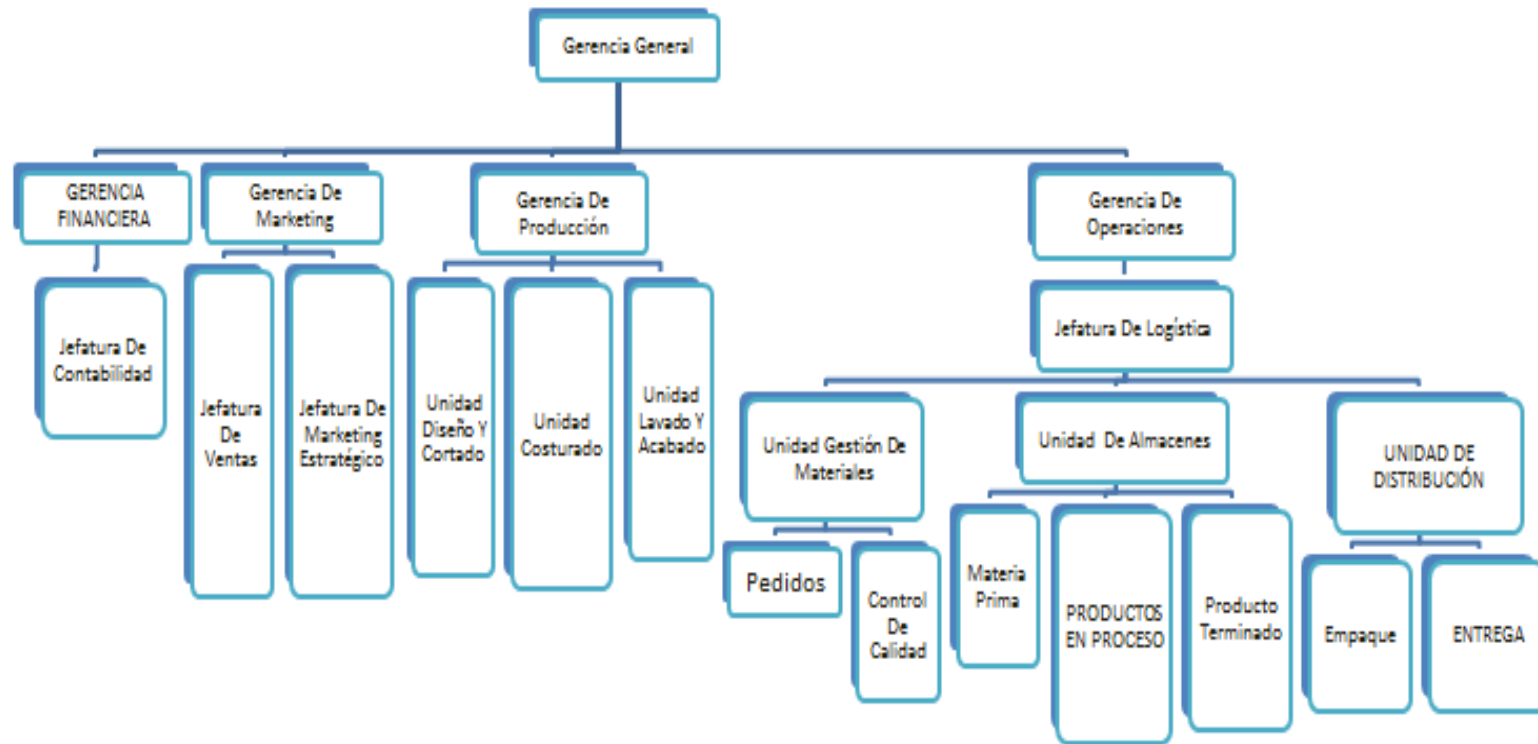 Gerencia General
GERENCIA
FINANCIERA
Gerencia De
Marketing
Gerencia De
Producción
Gerencia De
Operaciones
Jefatura De
Contabilidad
Jefatura
De
Ventas
Jefatura De
Marketing
Estratégico
Unidad
Diseño Y
Cortado
Unidad
Costurado
Unidad
Lavado Y
Acabado
Jefatura De Logística
Unidad Gestión De
Materiales
Unidad De Almacenes
UNIDAD DE
DISTRIBUCIÓN
Pedidos
Control
De
Calidad
Materia
Prima
PRODUCTOS
EN PROCESO
Producto
Terminado
Empaque
ENTREGA